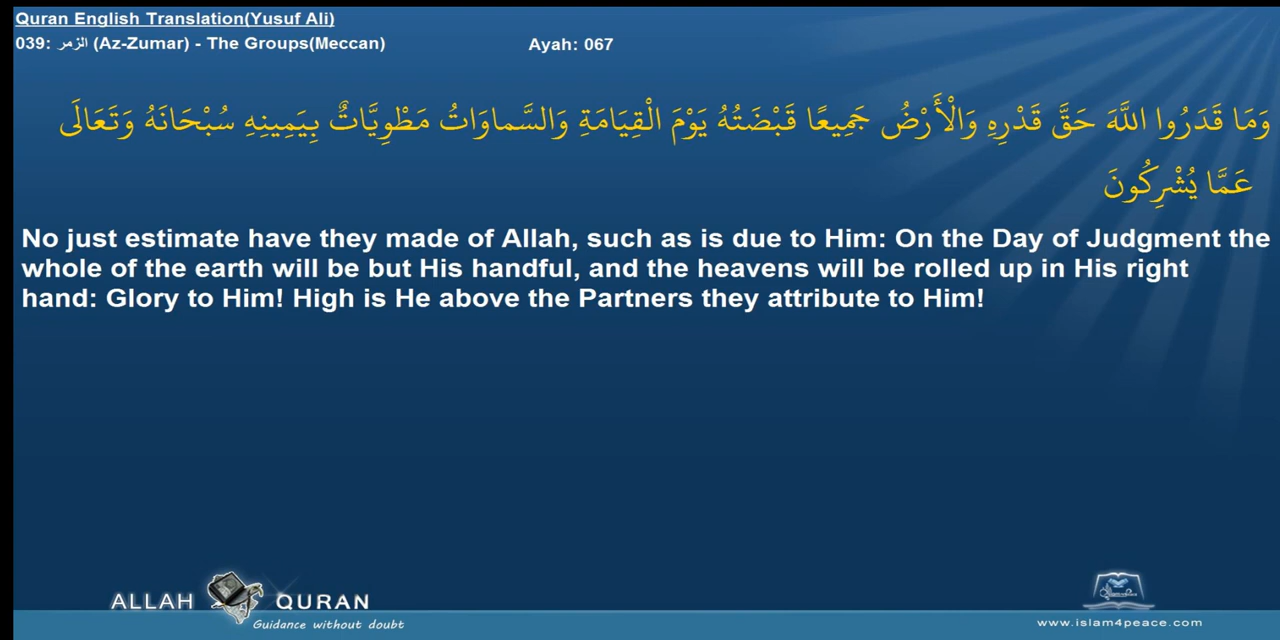 Quran English Translation(Yusuf Ali)
039: الزمر (Az-Zumar) - The Groups(Meccan) Ayah: 067
وَمَا قَدَرُوا اللَّهَ حَقَّ قَدْرِهِ وَالْأَرْضُ جَمِيعًا قَبْضَتُهُ يَوْمَ الْقِيَامَةِ وَالسَّماوَاتُ مَطْوِيَّاتٌ بِيَمِينِهِ سُبْحَانَهُ وَتَعَالَى
عَمَّا يُشْرِكُونَ
No just estimate have they made of Allah, such as is due to Him: On the Day of Judgment the
whole of the earth will be but His handful, and the heavens will be rolled up in His right
hand: Glory to Him! High is He above the Partners they attribute to Him!
ALLAH QURAN
Guidance without doubt
www.islam4peace.com